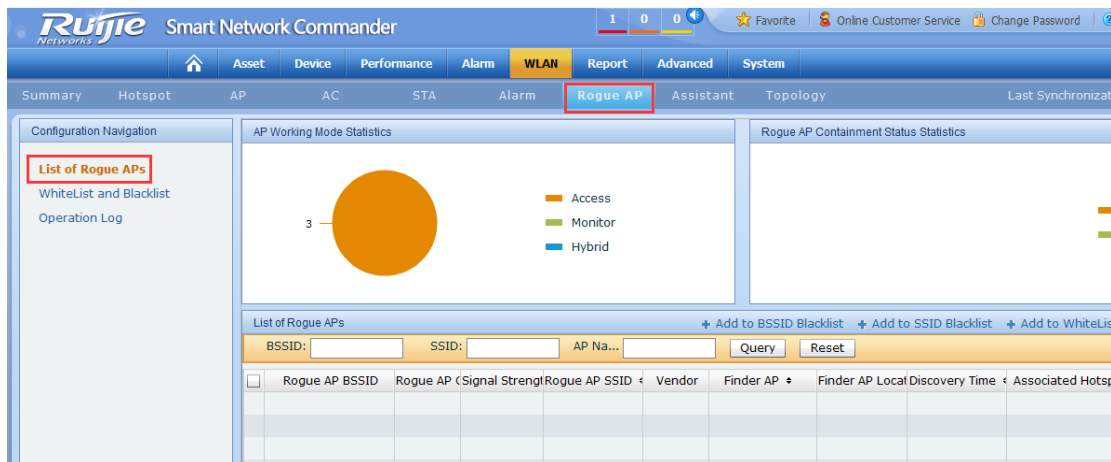 Ruijie Networks Smart Network Commander 1 0 0 Favorite Online Customer Service Change Password
Asset Device Performance Alarm WLAN Report Advanced System
Summary Hotspot AP AC STA Alarm Rogue AP Assistant Topology Last Synchronizat
Configuration Navigation
List of Rogue APs
WhiteList and Blacklist
Operation Log
AP Working Mode Statistics
3
Access
Monitor
Hybrid
Rogue AP Containment Status Statistics
List of Rogue APs + Add to BSSID Blacklist + Add to SSID Blacklist + Add to WhiteLis
BSSID: SSID: AP Na... Query Reset
Rogue AP BSSID Rogue AP ( Signal Strengt Rogue AP SSID Vendor Finder AP Finder AP Locat Discovery Time Associated Hotsp